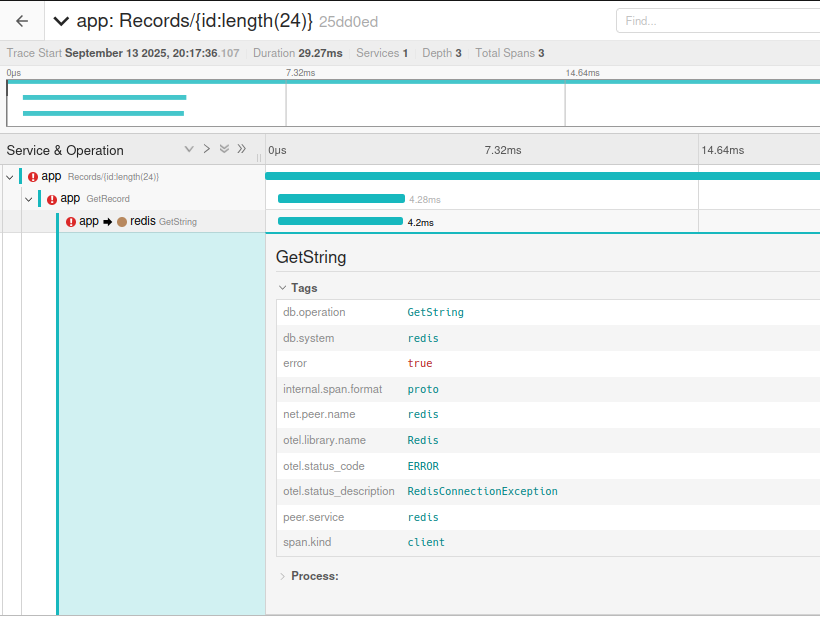 app: Records/{id:length(24)} 25dd0ed
Find...
Trace Start September 13 2025, 20:17:36.107 Duration 29.27ms Services 1 Depth 3 Total Spans 3
0μs 7.32ms 14.64ms
Service & Operation 0μs 7.32ms 14.64ms
app Records/{id:length(24)}
app GetRecord 4.28ms
app redis GetString 4.2ms
GetString
Tags
db.operation GetString
db.system redis
error true
internal.span.format proto
net.peer.name redis
otel.library.name Redis
otel.status_code ERROR
otel.status_description RedisConnectionException
peer.service redis
span.kind client
Process: